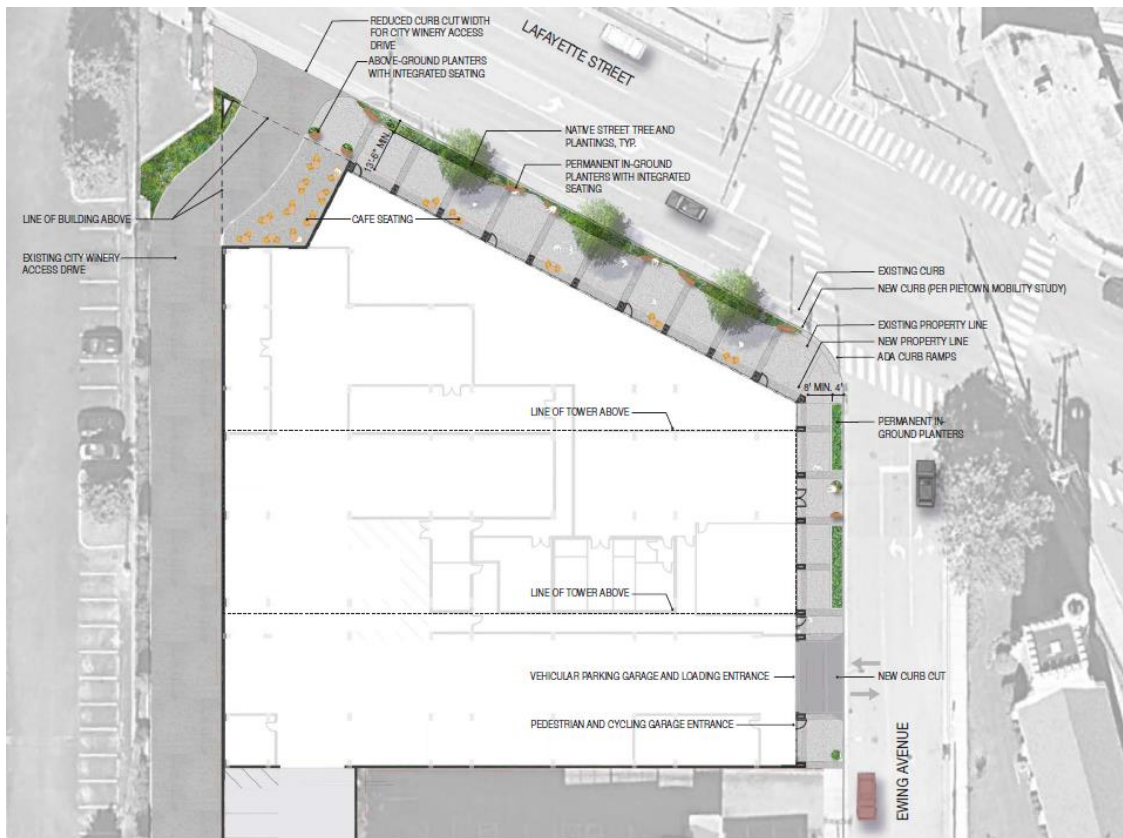 REDUCED CURB CUT WIDTH
FOR CITY WINERY ACCESS
DRIVE
ABOVE-GROUND PLANTERS
WITH INTEGRATED SEATING
LAFAYETTE STREET
NATIVE STREET TREE AND
PLANTINGS, TYP.
13'-6" MIN.
PERMANENT IN-GROUND
PLANTERS WITH INTEGRATED
SEATING
LINE OF BUILDING ABOVE
CAFE SEATING
EXISTING CITY WINERY
ACCESS DRIVE
EXISTING CURB
NEW CURB (PER PIETOWN MOBILITY STUDY)
EXISTING PROPERTY LINE
NEW PROPERTY LINE
ADA CURB RAMPS
8' MIN. 4'
LINE OF TOWER ABOVE
PERMANENT IN-
GROUND PLANTERS
LINE OF TOWER ABOVE
VEHICULAR PARKING GARAGE AND LOADING ENTRANCE
NEW CURB CUT
PEDESTRIAN AND CYCLING GARAGE ENTRANCE
EWING AVENUE